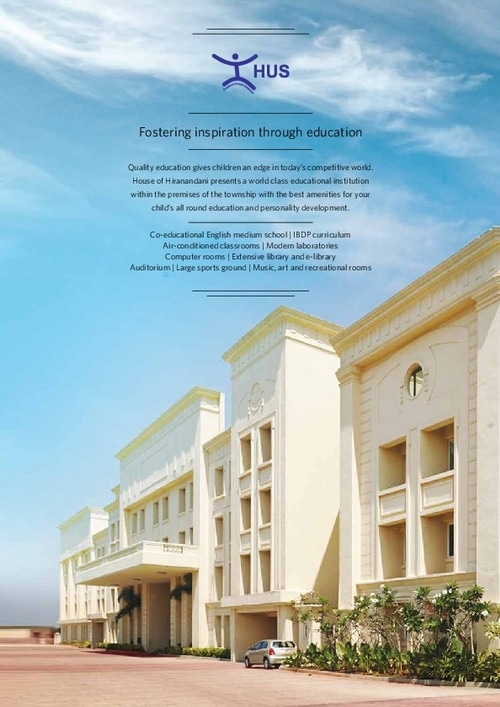 HUS
Fostering inspiration through education
Quality education gives children an edge in today's competitive world.
House of Hiranandani presents a world class educational institution
within the premises of the township with the best amenities for your
child's all round education and personality development.
Co-educational English medium school | IBDP curriculum
Air-conditioned classrooms | Modern laboratories
Computer rooms | Extensive library and e-library
Auditorium | Large sports ground | Music, art and recreational rooms